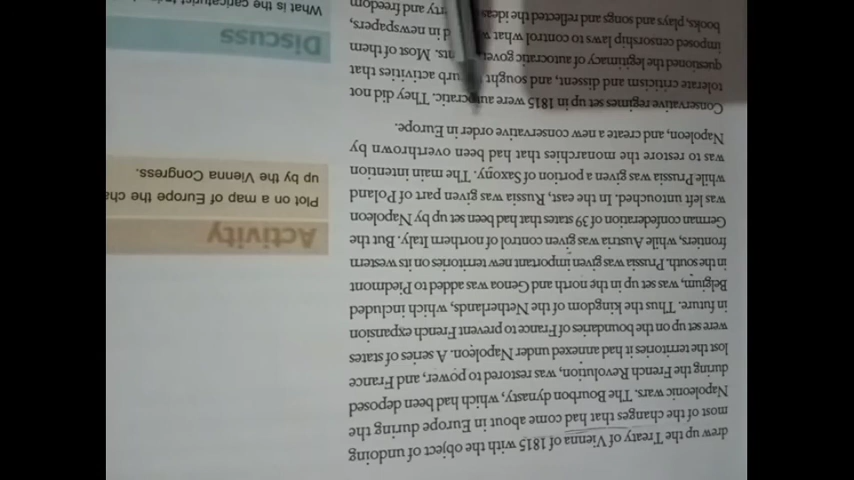 drew up the Treaty of Vienna of 1815 with the object of undoing
most of the changes that had come about in Europe during the
Napoleonic wars. The Bourbon dynasty, which had been deposed
during the French Revolution, was restored to power, and France
lost the territories it had annexed under Napoleon. A series of states
were set up on the boundaries of France to prevent French expansion
in future. Thus the kingdom of the Netherlands, which included
Belgium, was set up in the north and Genoa was added to Piedmont
in the south. Prussia was given important new territories on its western
frontiers, while Austria was given control of northern Italy. But the
German confederation of 39 states that had been set up by Napoleon
was left untouched. In the east, Russia was given part of Poland
while Prussia was given a portion of Saxony. The main intention
was to restore the monarchies that had been overthrown by
Napoleon, and create a new conservative order in Europe.
Conservative regimes set up in 1815 were autocratic. They did not
tolerate criticism and dissent, and sought curb activities that
questioned the legitimacy of autocratic Most of them
imposed censorship laws to control what in newspapers,
books, plays and songs and reflected the ideas and freedom
Activity
Plot on a map of Europe the
up by the Vienna Congress.
Discuss
What is the caricaturist